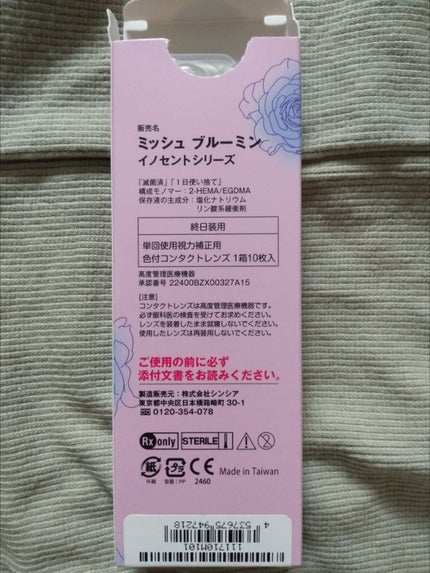 販売名
ミッシュ ブルーミン
イノセントシリーズ
「滅菌済」「1日使い捨て」
構成モノマー:2-HEMA/EGDMA
保存液の主成分:塩化ナトリウム
リン酸系緩衝剤
終日装用
単回使用視力補正用
色付コンタクトレンズ 1箱10枚入
高度管理医療機器
承認番号 22400BZX00327A15
[注意]
コンタクトレンズは高度管理医療機器です。
必ず眼科医の検査を受けてお求めください。
レンズを装着したまま就寝しないでください。
使用したレンズは再装用しないでください。
ご使用の前に必ず
添付文書をお読みください。
製造販売元:株式会社シンシア
東京都中央区日本橋箱崎町 30-1
0120-354-078
Rx only STERILE
紙 プラ CE Made in Taiwan
外箱 容器:PP 2460
4 537675 947218
111710M101